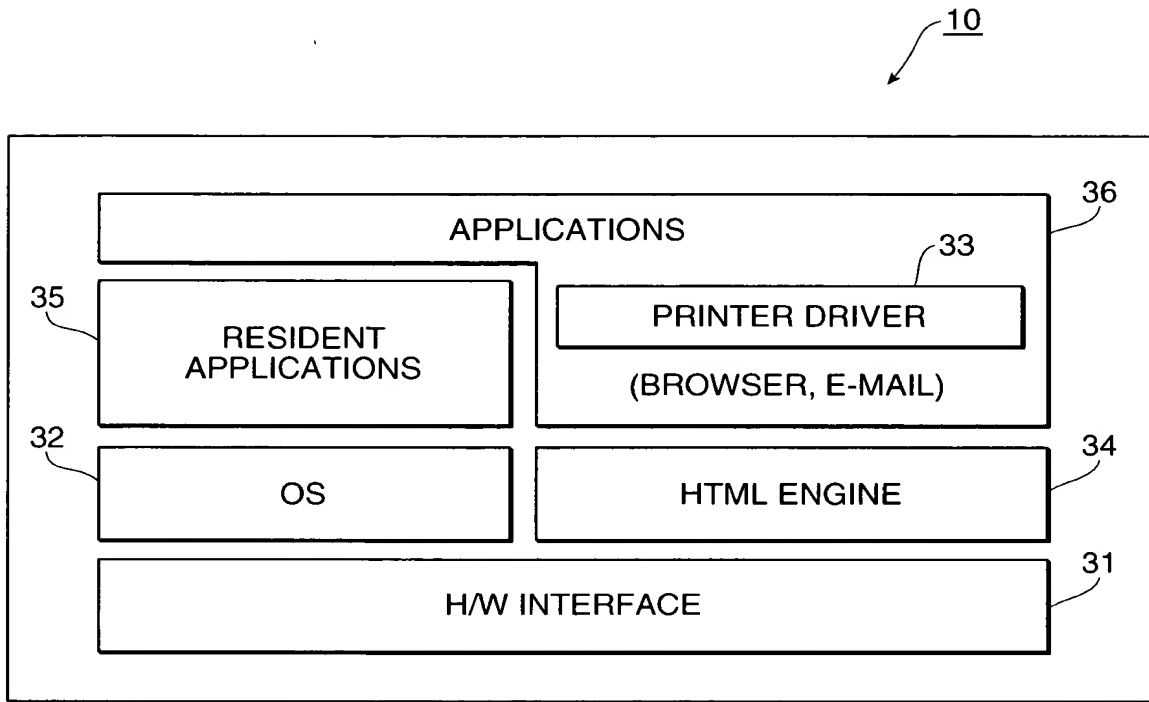 10
36
APPLICATIONS
33
PRINTER DRIVER
(BROWSER, E-MAIL)
35
RESIDENT
APPLICATIONS
32
OS
34
HTML ENGINE
31
H/W INTERFACE